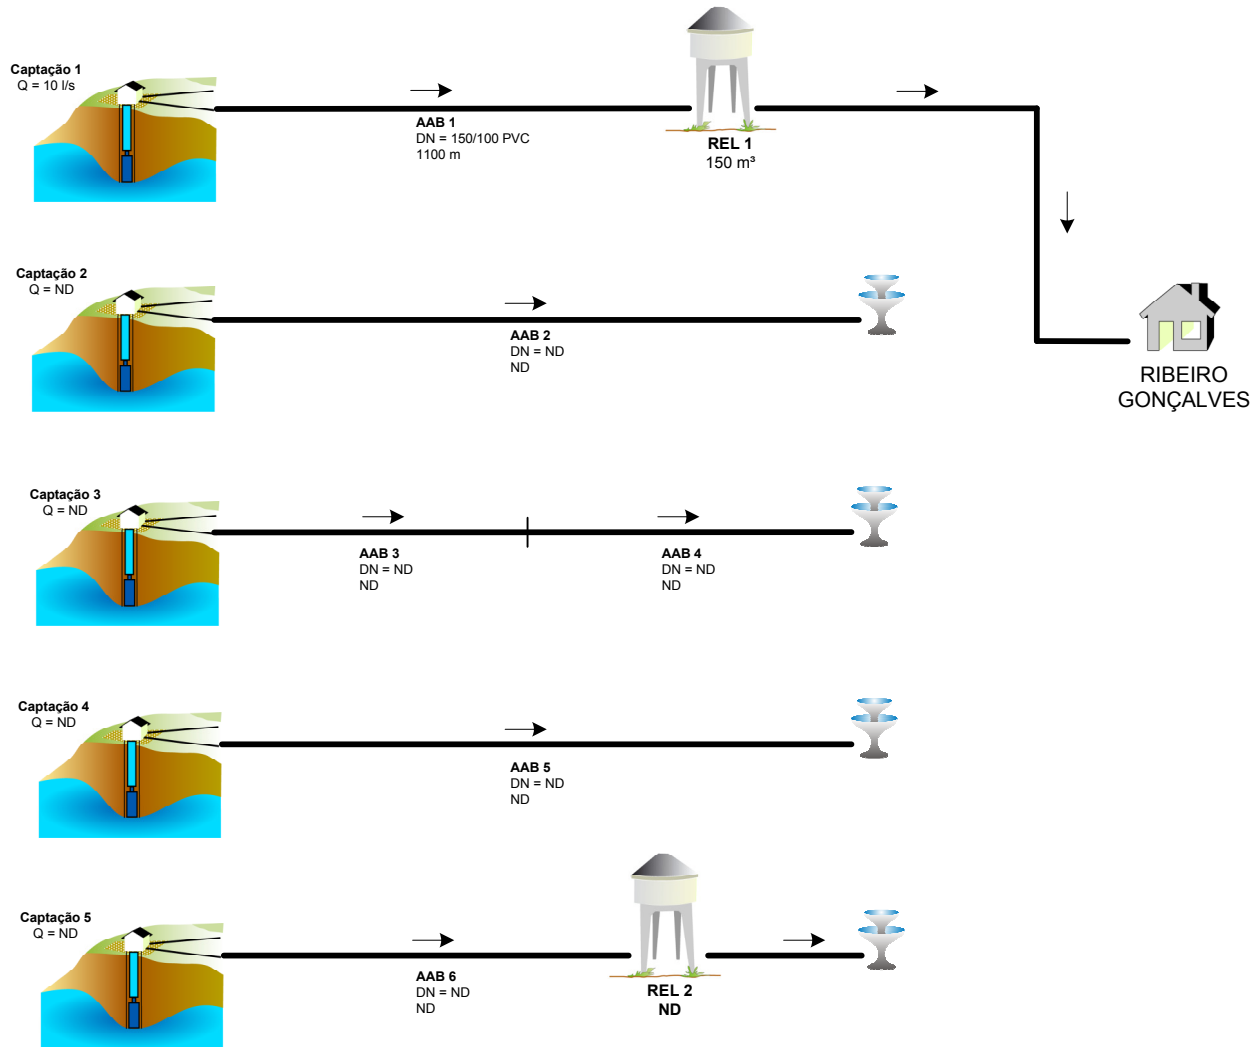 Captação 1
Q = 10 l/s
AAB 1
DN = 150/100 PVC
1100 m
REL 1
150 m³
Captação 2
Q = ND
AAB 2
DN = ND
ND
RIBEIRO
GONÇALVES
Captação 3
Q = ND
AAB 3
DN = ND
ND
AAB 4
DN = ND
ND
Captação 4
Q = ND
AAB 5
DN = ND
ND
Captação 5
Q = ND
AAB 6
DN = ND
ND
REL 2
ND